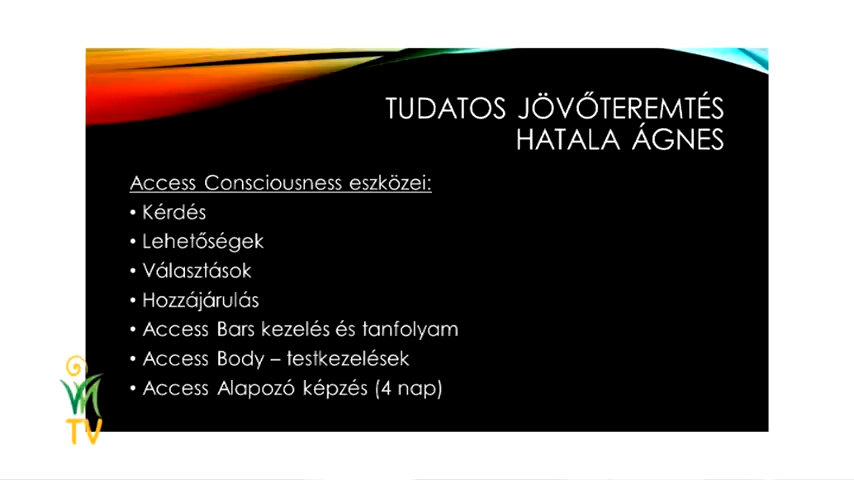 TUDATOS JÖVŐTEREMTÉS
HATALA ÁGNES
Access Consciousness eszközei:
• Kérdés
• Lehetőségek
• Választások
• Hozzájárulás
• Access Bars kezelés és tanfolyam
• Access Body – testkezelések
• Access Alapozó képzés (4 nap)
VM
TV